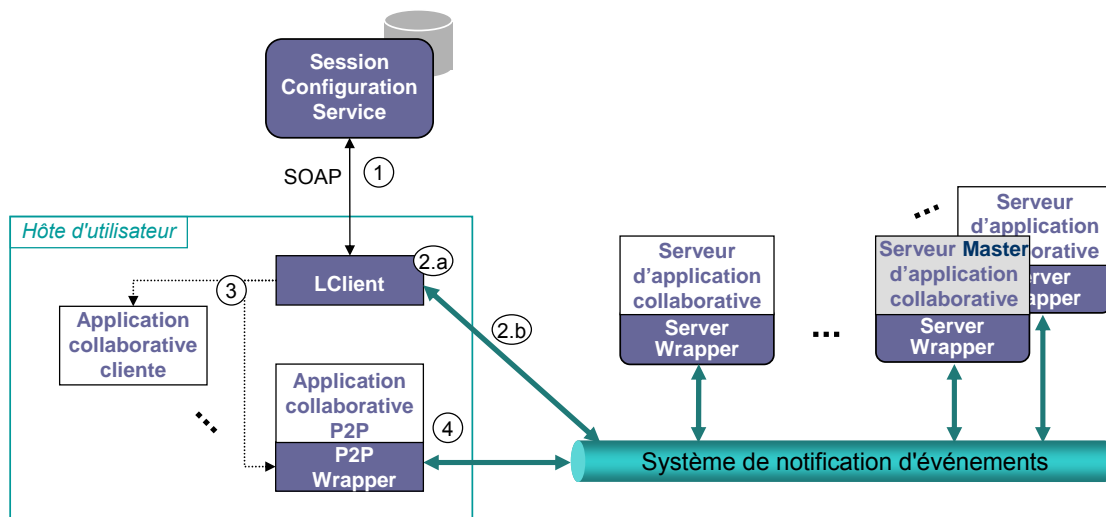 Session
Configuration
Service
SOAP
1
Hôte d'utilisateur
LClient
2.a
3
2.b
Application
collaborative
cliente
Application
collaborative
P2P
P2P
Wrapper
4
Serveur
d'application
collaborative
Server
Wrapper
...
Serveur Master
d'application
collaborative
Server
Wrapper
...
Serveur
d'application
Système de notification d'événements